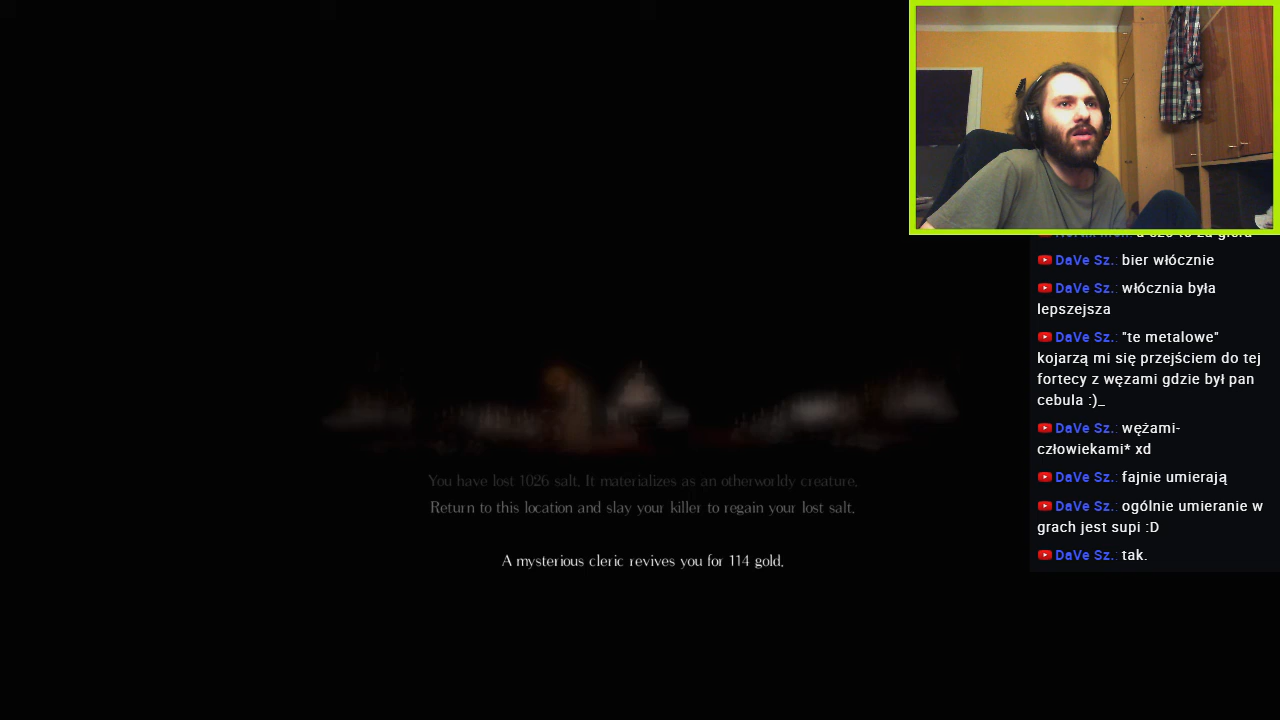 You have lost 1026 salt. It materializes as an otherworldly creature.
Return to this location and slay your killer to regain your lost salt.
A mysterious cleric revives you for 114 gold.
DaVe Sz.: bier włócznie
DaVe Sz.: włócznia była
lepszejsza
DaVe Sz.: "te metalowe"
kojarzą mi się przejściem do tej
fortecy z węzami gdzie był pan
cebula :)_
DaVe Sz.: wężami-
człowiekami* xd
DaVe Sz.: fajnie umierają
DaVe Sz.: ogólnie umieranie w
grach jest supi :D
DaVe Sz.: tak.